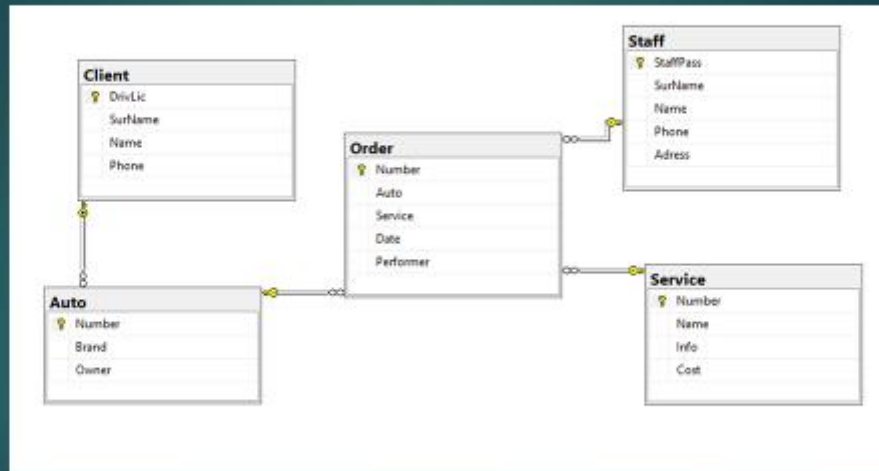 Client
DrivLic
SurName
Name
Phone
Staff
StaffPass
SurName
Name
Phone
Adress
Order
Number
Auto
Service
Date
Performer
Auto
Number
Brand
Owner
Service
Number
Name
Info
Cost